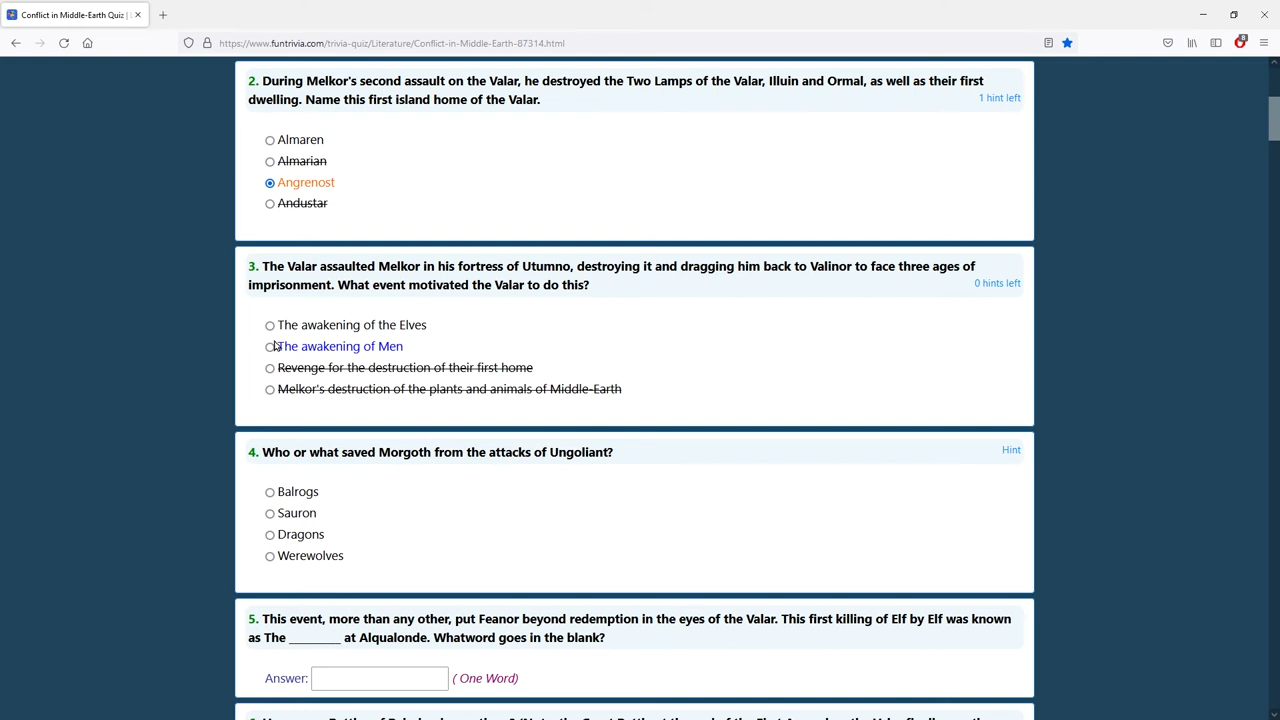 Conflict in Middle-Earth Quiz |
https://www.funtrivia.com/trivia-quiz/Literature/Conflict-in-Middle-Earth-87314.html
8
2. During Melkor's second assault on the Valar, he destroyed the Two Lamps of the Valar, Illuin and Ormal, as well as their first
dwelling. Name this first island home of the Valar.
1 hint left
Almaren
Almarian
Angrenost
Andustar
3. The Valar assaulted Melkor in his fortress of Utumno, destroying it and dragging him back to Valinor to face three ages of
imprisonment. What event motivated the Valar to do this?
0 hints left
The awakening of the Elves
The awakening of Men
Revenge for the destruction of their first home
Melkor's destruction of the plants and animals of Middle-Earth
4. Who or what saved Morgoth from the attacks of Ungoliant?
Hint
Balrogs
Sauron
Dragons
Werewolves
5. This event, more than any other, put Feanor beyond redemption in the eyes of the Valar. This first killing of Elf by Elf was known
as The _________ at Alqualonde. Whatword goes in the blank?
Answer:
( One Word)